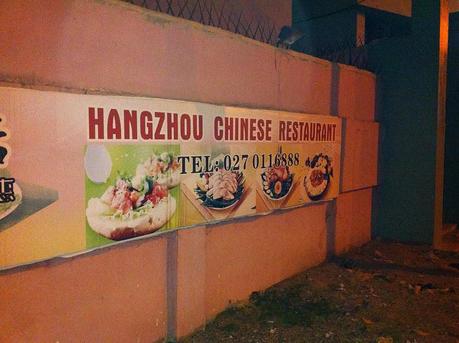 HANGZHOU CHINESE RESTAURANT
TEL: 027 0116888